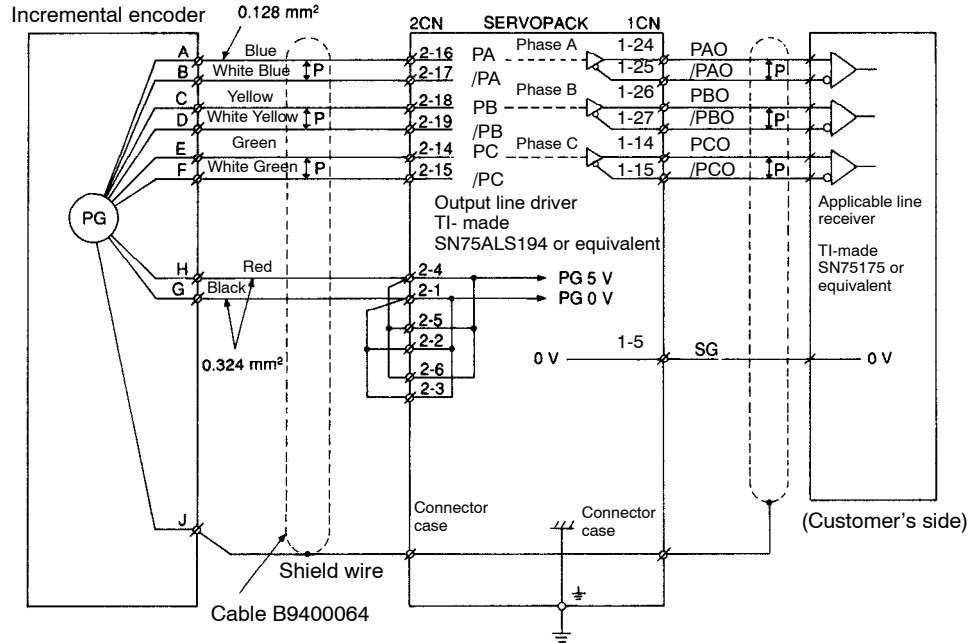 Incremental encoder
0.128 mm²
2CN SERVOPACK 1CN
A Blue 2-16 PA Phase A 1-24 PAO
B White Blue P 2-17 /PA 1-25 /PAO P
C Yellow 2-18 PB Phase B 1-26 PBO
D White Yellow P 2-19 /PB 1-27 /PBO P
E Green 2-14 PC Phase C 1-14 PCO
F White Green P 2-15 /PC 1-15 /PCO P
PG
Output line driver
TI- made
SN75ALS194 or equivalent
Applicable line
receiver
TI-made
SN75175 or
equivalent
H Red 2-4 PG 5 V
G Black 2-1 PG 0 V
2-5
2-2
2-6
2-3
0.324 mm²
0 V 1-5 SG 0 V
J
Connector
case
Connector
case
(Customer's side)
Shield wire
Cable B9400064